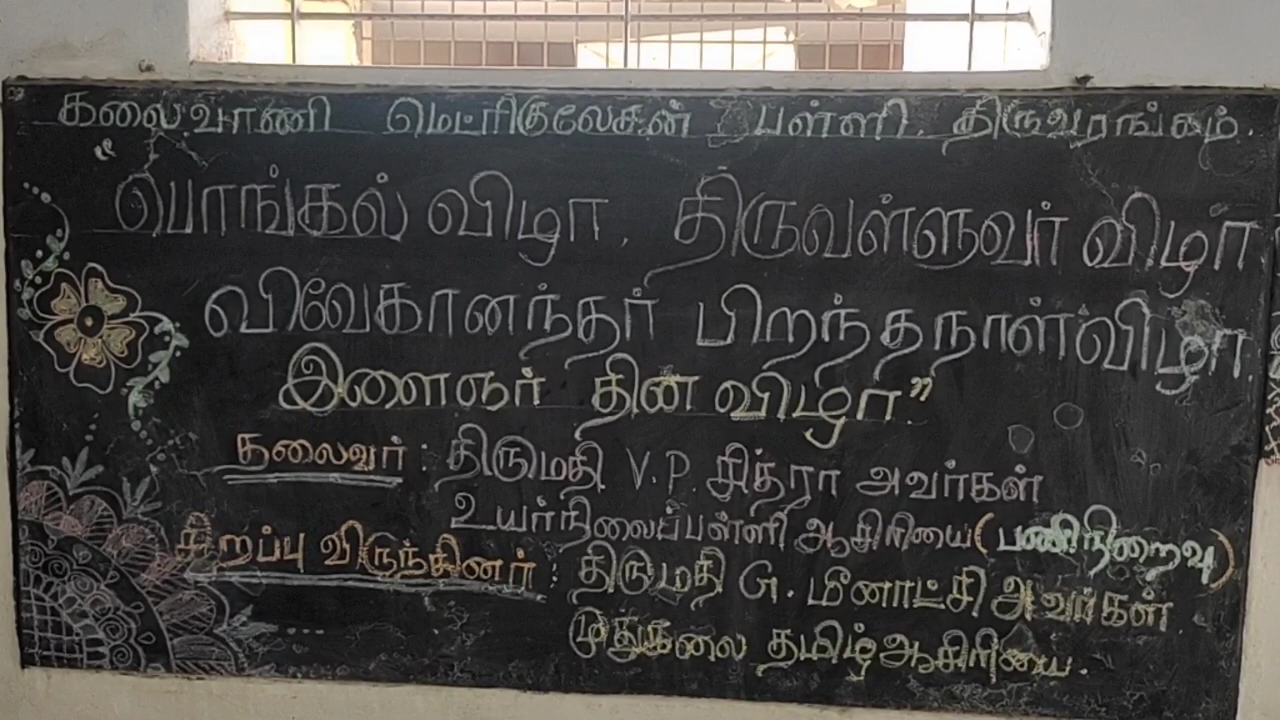 கலைவாணி மெட்ரிகுலேசன் பள்ளி. திருவரங்கம்.
“பொங்கல் விழா, திருவள்ளுவர் விழா
விவேகானந்தர் பிறந்தநாள்விழா,
இளைஞர் தின விழா”
தலைவர் : திருமதி V.P. சித்ரா அவர்கள்
உயர்நிலைப்பள்ளி ஆசிரியை (பணிநிறைவு)
சிறப்பு விருந்தினர் : திருமதி G. மீனாட்சி அவர்கள்
முதுகலை தமிழ்ஆசிரியை.